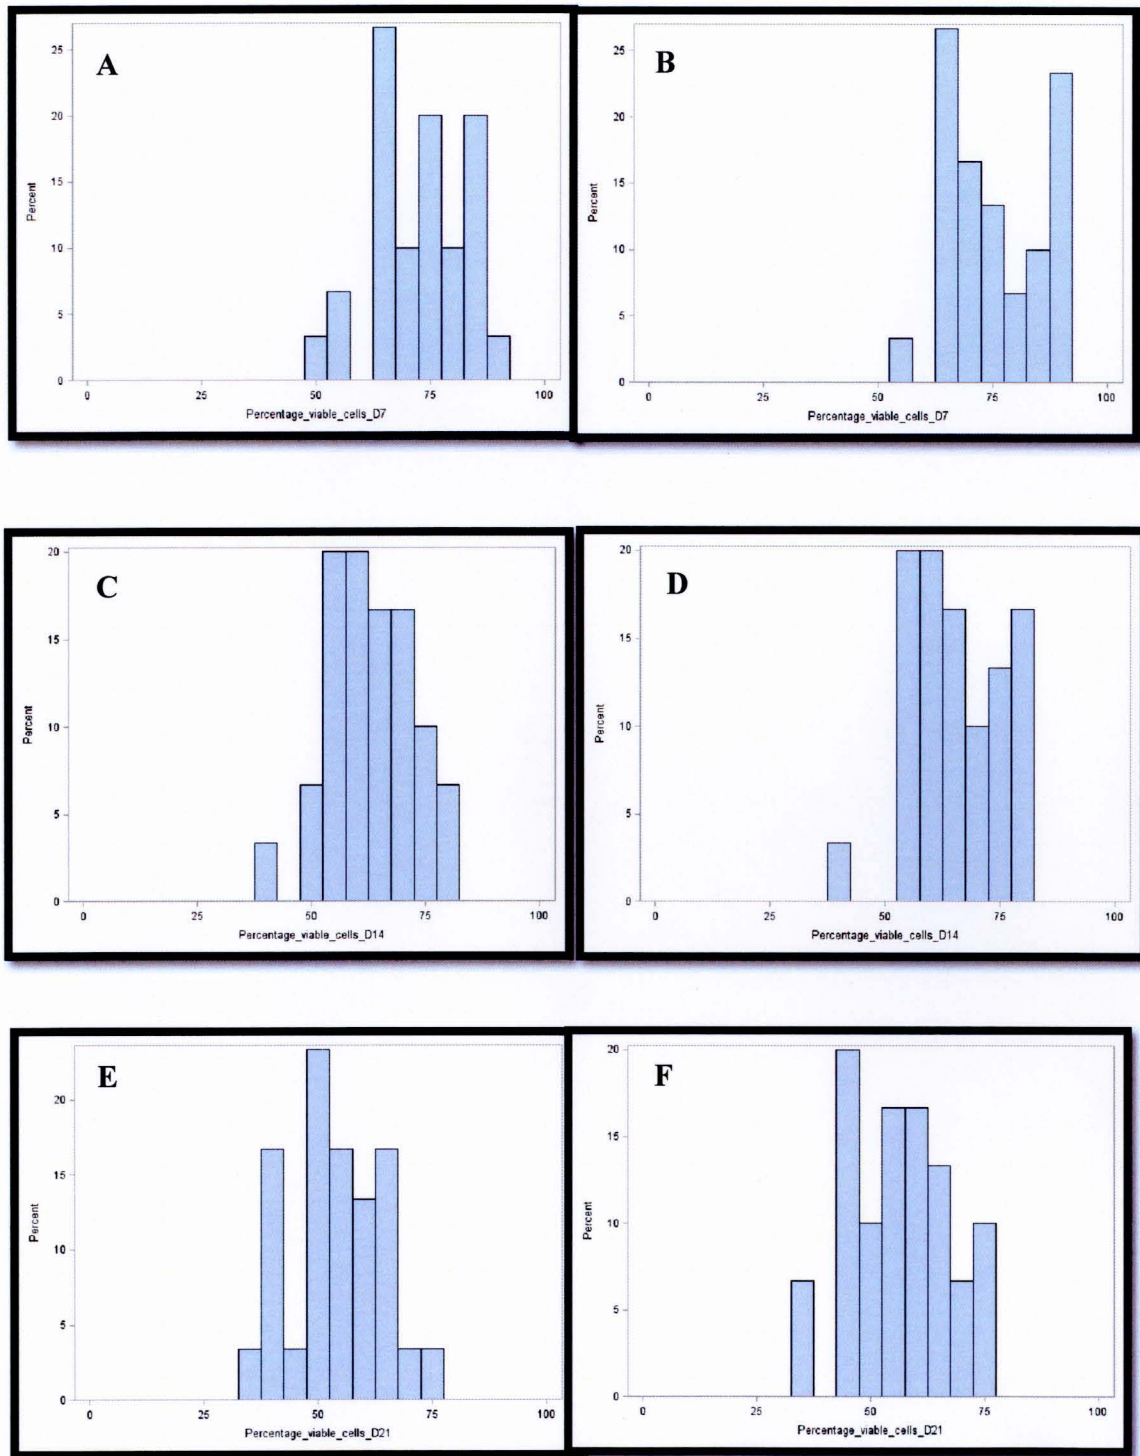 A
25
20
15
10
5
0
Percent
0 25 50 75 100
Percentage_viable_cells_D7
B
25
20
15
10
5
0
Percent
0 25 50 75 100
Percentage_viable_cells_D7
C
20
15
10
5
0
Percent
0 25 50 75 100
Percentage_viable_cells_D14
D
20
15
10
5
0
Percent
0 25 50 75 100
Percentage_viable_cells_D14
E
20
15
10
5
0
Percent
0 25 50 75 100
Percentage_viable_cells_D21
F
20
15
10
5
0
Percent
0 25 50 75 100
Percentage_viable_cells_D21